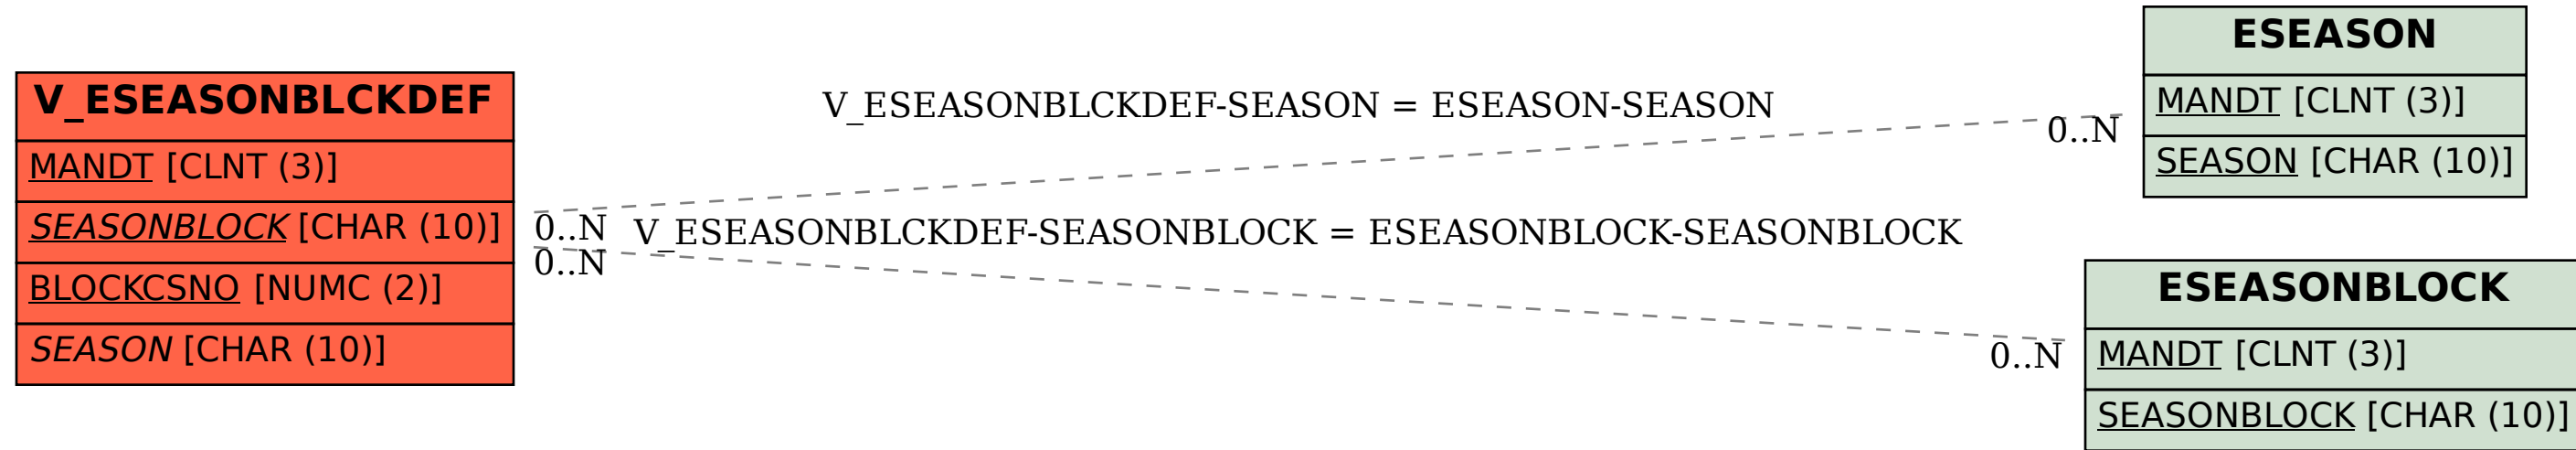 V_ESEASONBLCKDEF
MANDT [CLNT (3)]
SEASONBLOCK [CHAR (10)]
BLOCKCSNO [NUMC (2)]
SEASON [CHAR (10)]
V_ESEASONBLCKDEF-SEASON = ESEASON-SEASON
0..N
0..N
V_ESEASONBLCKDEF-SEASONBLOCK = ESEASONBLOCK-SEASONBLOCK
0..N
0..N
ESEASON
MANDT [CLNT (3)]
SEASON [CHAR (10)]
ESEASONBLOCK
MANDT [CLNT (3)]
SEASONBLOCK [CHAR (10)]